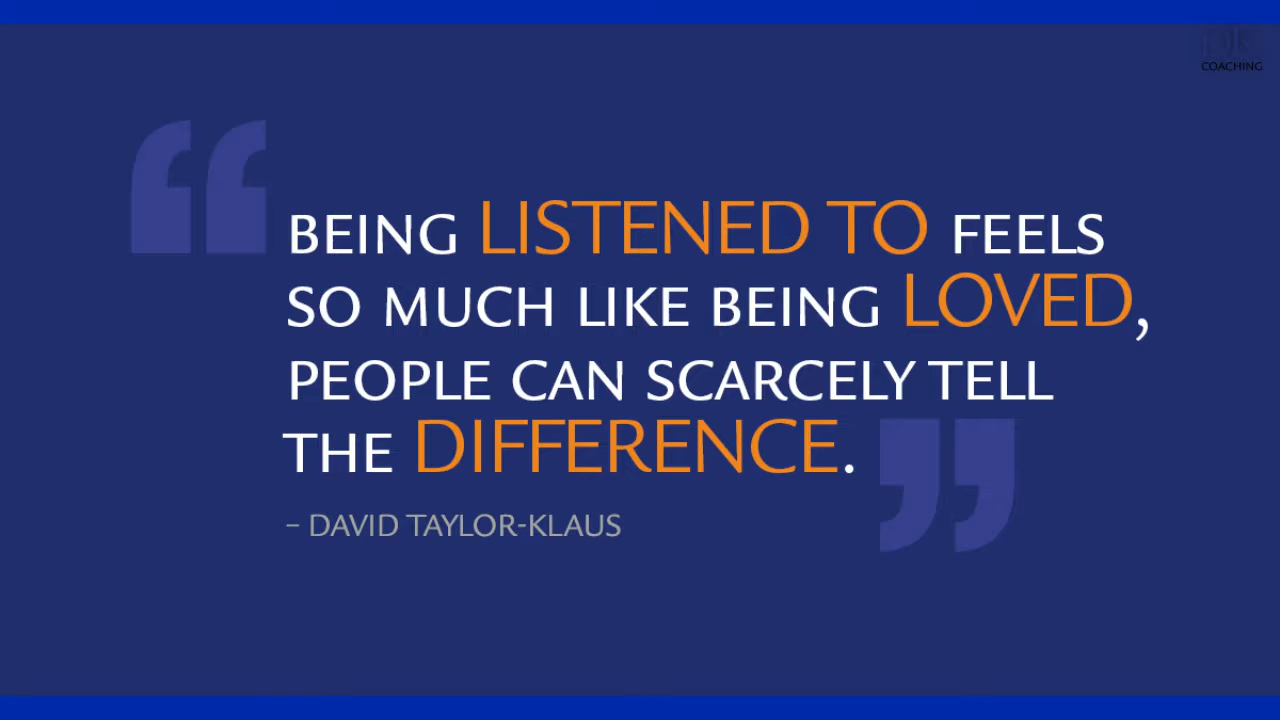 COACHING
BEING LISTENED TO FEELS
SO MUCH LIKE BEING LOVED,
PEOPLE CAN SCARCELY TELL
THE DIFFERENCE.
– DAVID TAYLOR-KLAUS